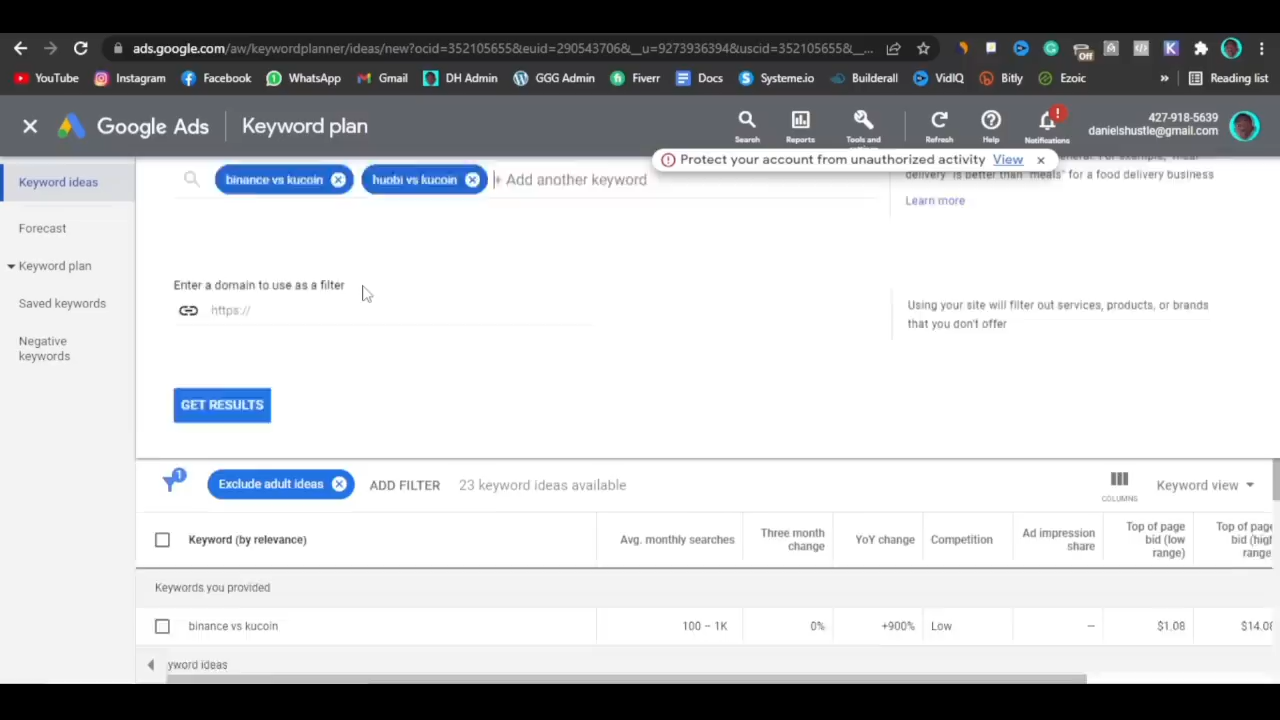 ads.google.com/aw/keywordplanner/ideas/new?ocid=352105655&euid=290543706&__u=9273936394&uscid=352105655&__...
Off
YouTube Instagram Facebook WhatsApp Gmail DH Admin GGG Admin Fiverr Docs Systeme.io Builderall VidIQ Bitly Ezoic » Reading list
Google Ads Keyword plan
Search Reports Tools and Refresh Help Notifications
427-918-5639
danielshustle@gmail.com
Protect your account from unauthorized activity View
binance vs kucoin huobi vs kucoin + Add another keyword
delivery" is better than "meals" for a food delivery business
Learn more
Keyword ideas
Forecast
Keyword plan
Saved keywords
Negative
keywords
Enter a domain to use as a filter
https://
Using your site will filter out services, products, or brands
that you don't offer
GET RESULTS
1
Exclude adult ideas ADD FILTER 23 keyword ideas available
COLUMNS
Keyword view
Keyword (by relevance)
Avg. monthly searches
Three month
change
YoY change
Competition
Ad impression
share
Top of page
bid (low
range)
Top of page
bid (high
range
Keywords you provided
binance vs kucoin 100 – 1K 0% +900% Low – $1.08 $14.08
yword ideas